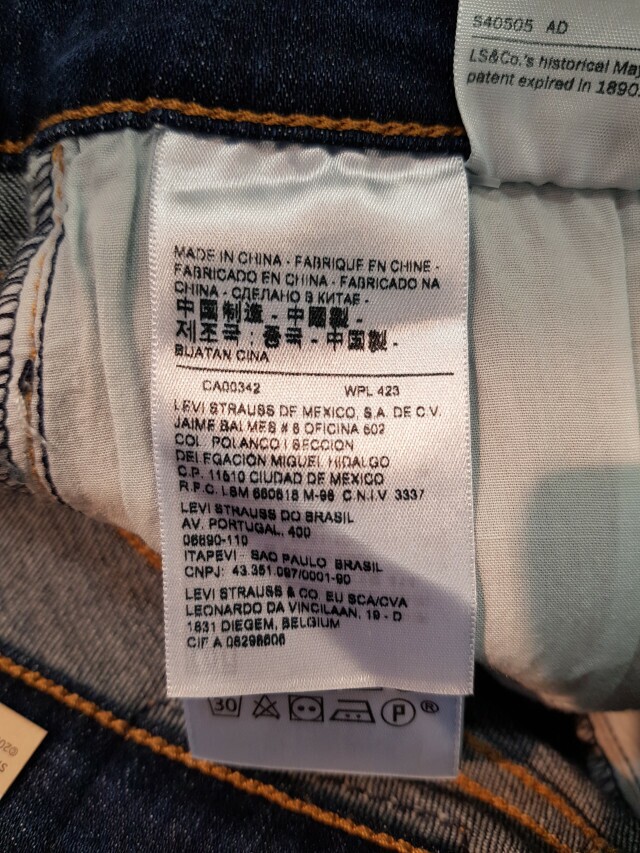 S40505 AD
LS&Co.'s historical May
patent expired in 1890.
MADE IN CHINA - FABRIQUE EN CHINE -
FABRICADO EN CHINA - FABRICADO NA
CHINA - СДЕЛАНО В КИТАЕ -
中国制造 - 中國製 -
제조국 : 중국 - 中国製 -
BUATAN CINA
CA00342 WPL 423
LEVI STRAUSS DE MEXICO, S.A. DE C.V.
JAIME BALMES # 8 OFICINA 602
COL. POLANCO I SECCION
DELEGACIÓN MIGUEL HIDALGO
C.P. 11510 CIUDAD DE MEXICO
R.F.C. LSM 660618 M-98 C.N.I.V 3337
LEVI STRAUSS DO BRASIL
AV. PORTUGAL, 400
06690-110
ITAPEVI - SAO PAULO BRASIL
CNPJ: 43.351.097/0001-90
LEVI STRAUSS & CO. EU SCA/CVA
LEONARDO DA VINCILAAN, 19 - D
1831 DIEGEM, BELGIUM
CIF A 08298606
30 P ®